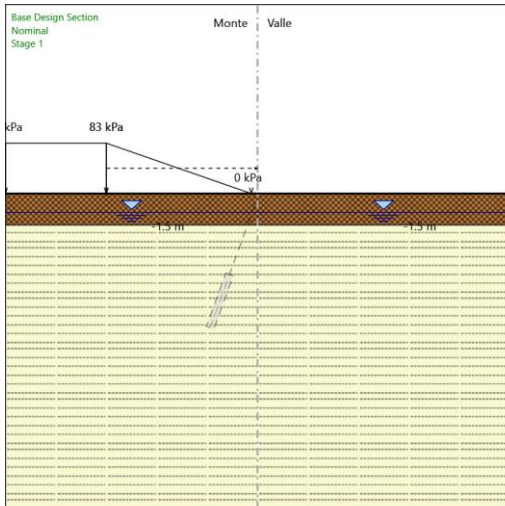 Base Design Section
Nominal
Stage 1
Monte
Valle
kPa
83 kPa
0 kPa
-1.5 m
-1.5 m